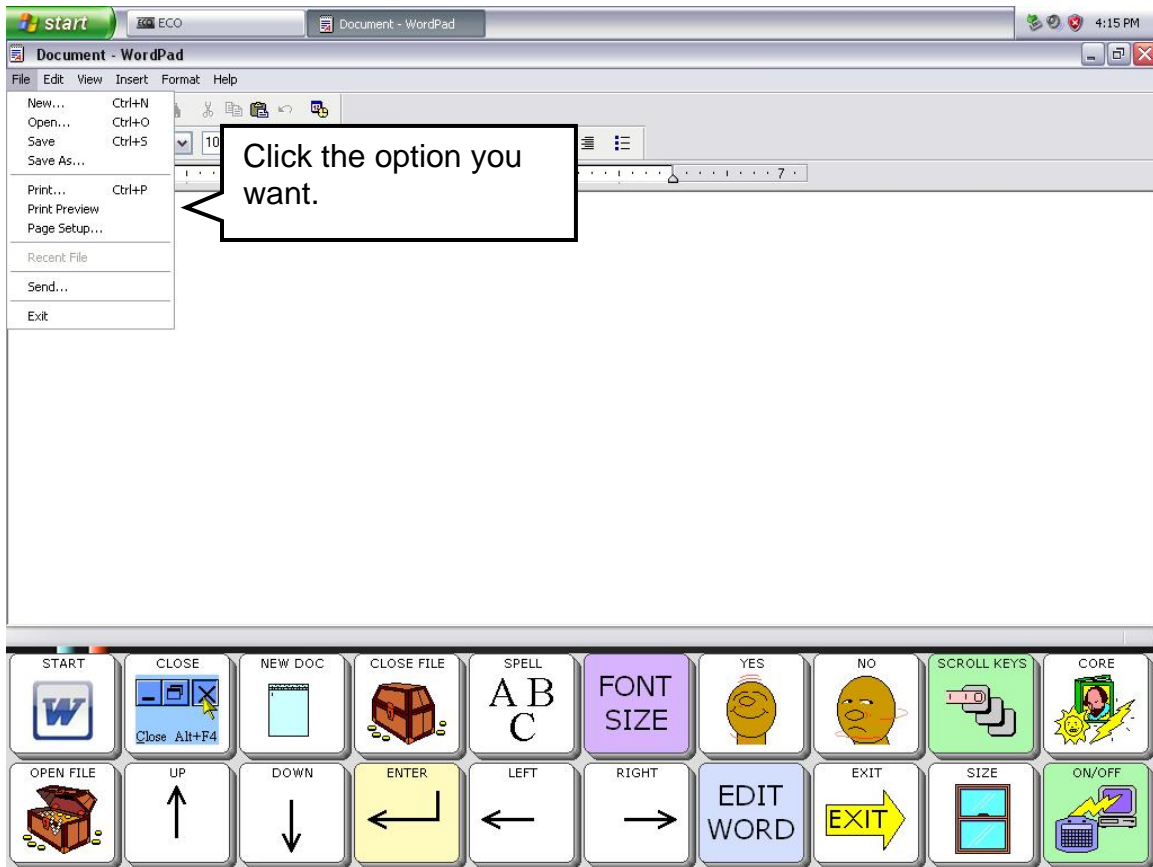 start ECO Document - WordPad 4:15 PM
Document - WordPad
File Edit View Insert Format Help
New... Ctrl+N
Open... Ctrl+O
Save Ctrl+S
Save As...
10
Print... Ctrl+P
Print Preview
Page Setup...
Recent File
Send...
Exit
Click the option you
want.
7
START CLOSE NEW DOC CLOSE FILE SPELL YES NO SCROLL KEYS CORE
W
Close Alt+F4
A B
C
FONT
SIZE
OPEN FILE UP DOWN ENTER LEFT RIGHT EXIT SIZE ON/OFF
EDIT
WORD
EXIT